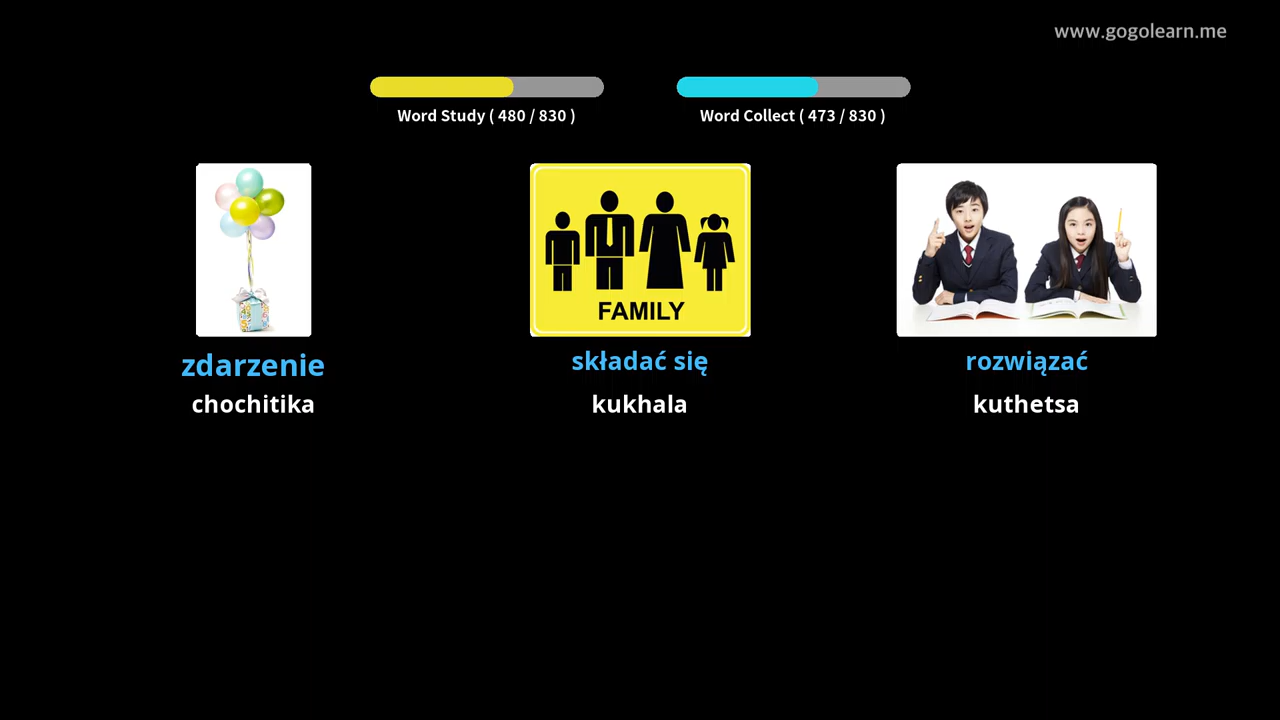 www.gogolearn.me
Word Study ( 480 / 830 )
Word Collect ( 473 / 830 )
FAMILY
zdarzenie
składać się
rozwiązać
chochitika
kukhala
kuthetsa